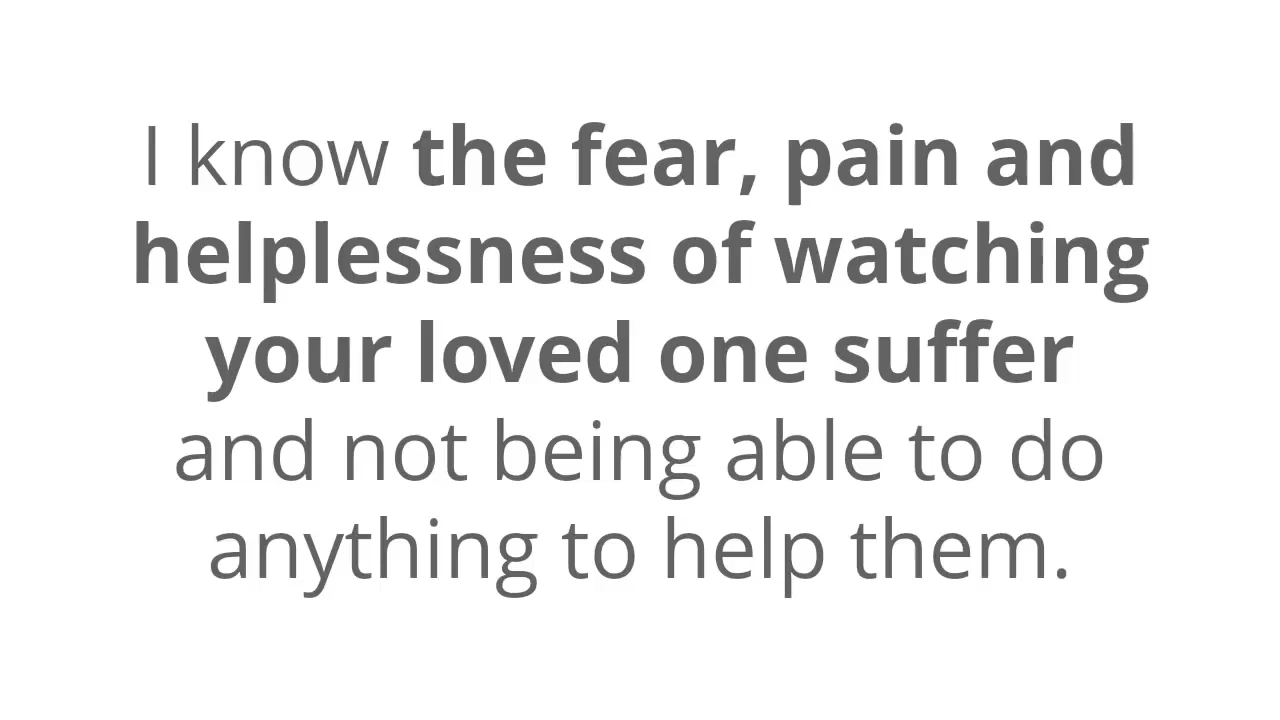 I know the fear, pain and
helplessness of watching
your loved one suffer
and not being able to do
anything to help them.